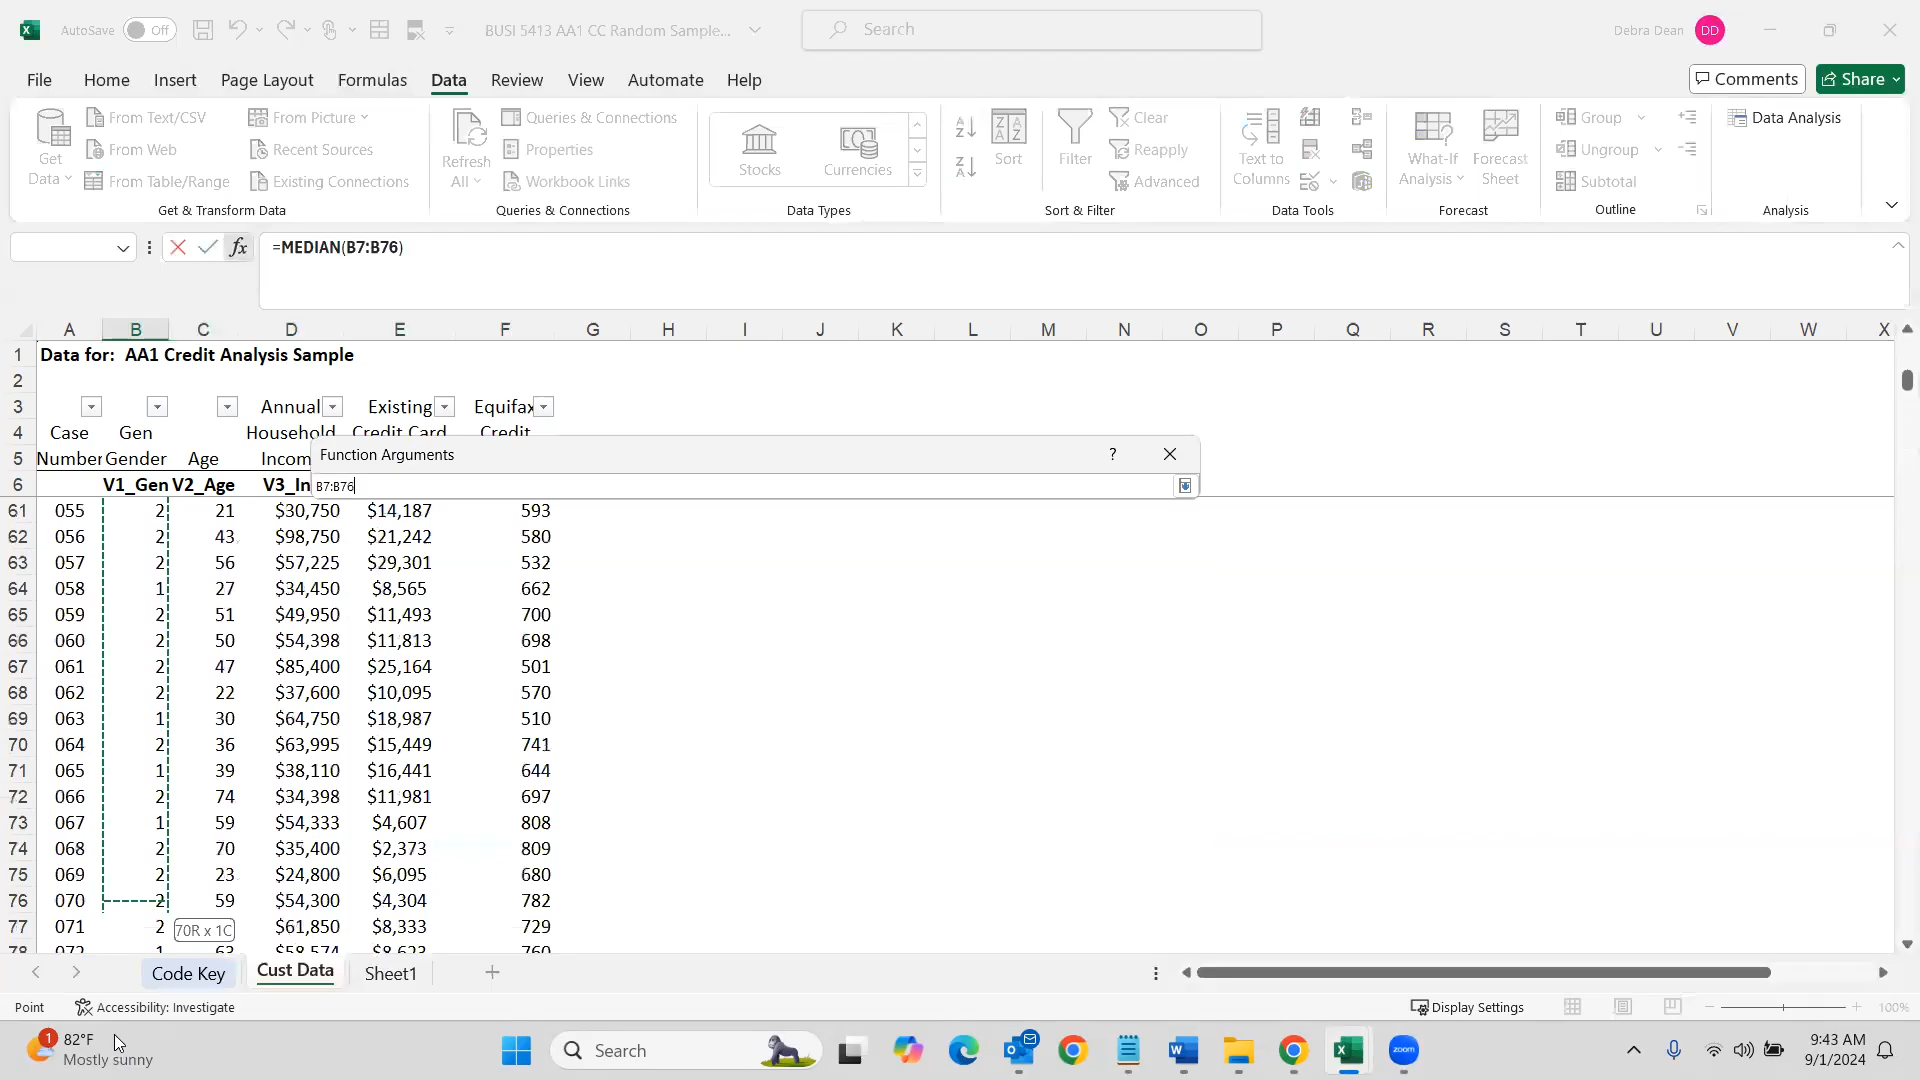 AutoSave Off BUSI 5413 AA1 CC Random Sample... Search Debra Dean DD
File Home Insert Page Layout Formulas Data Review View Automate Help Comments Share
Get Data
From Text/CSV
From Web
From Table/Range
From Picture
Recent Sources
Existing Connections
Get & Transform Data
Refresh All
Queries & Connections
Properties
Workbook Links
Queries & Connections
Stocks Currencies
Data Types
Sort
Filter
Clear
Reapply
Advanced
Sort & Filter
Text to Columns
Data Tools
What-If Analysis
Forecast Sheet
Forecast
Group
Ungroup
Subtotal
Outline
Data Analysis
Analysis
fx =MEDIAN(B7:B76)
A B C D E F G H I J K L M N O P Q R S T U V W X
1 Data for: AA1 Credit Analysis Sample
2
3 Annual Existing Equifax
4 Case Gen Household Credit Card Credit
5 Number Gender Age Incom
6 V1_Gen V2_Age V3_In
Function Arguments ?
B7:B76
61 055 2 21 $30,750 $14,187 593
62 056 2 43 $98,750 $21,242 580
63 057 2 56 $57,225 $29,301 532
64 058 1 27 $34,450 $8,565 662
65 059 2 51 $49,950 $11,493 700
66 060 2 50 $54,398 $11,813 698
67 061 2 47 $85,400 $25,164 501
68 062 2 22 $37,600 $10,095 570
69 063 1 30 $64,750 $18,987 510
70 064 2 36 $63,995 $15,449 741
71 065 1 39 $38,110 $16,441 644
72 066 2 74 $34,398 $11,981 697
73 067 1 59 $54,333 $4,607 808
74 068 2 70 $35,400 $2,373 809
75 069 2 23 $24,800 $6,095 680
76 070 2 59 $54,300 $4,304 782
77 071 2 70R x 1C $61,850 $8,333 729
78 072 1 63 $58,574 $8,623 760
Code Key Cust Data Sheet1
Point Accessibility: Investigate Display Settings 100%
1 82°F
Mostly sunny
Search
zoom
9:43 AM
9/1/2024